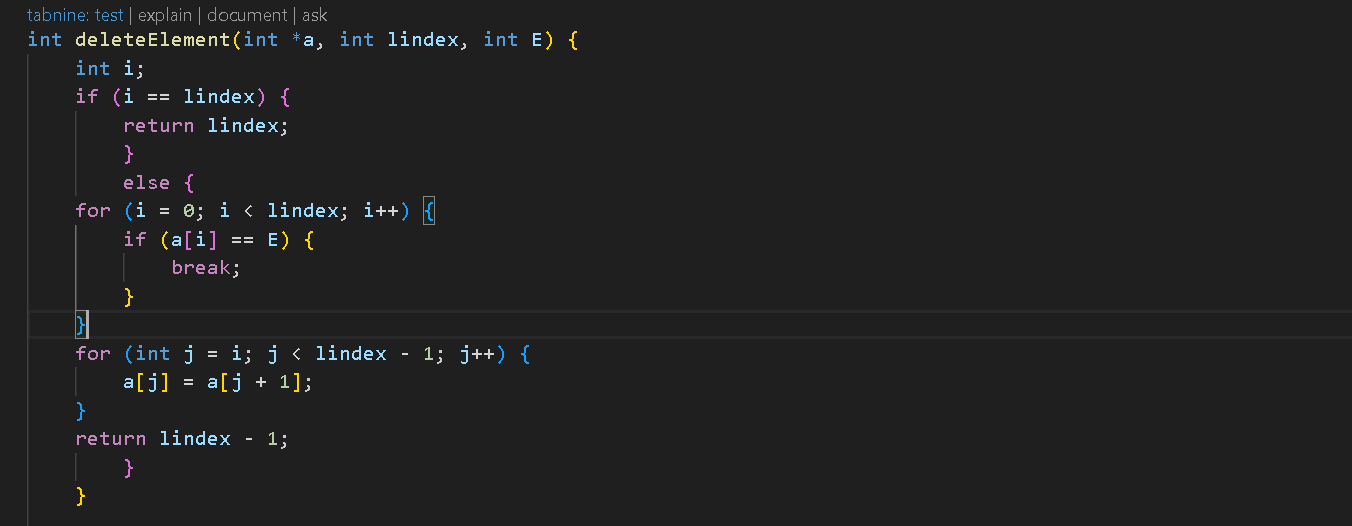 tabnine: test | explain | document | ask
int deleteElement(int *a, int lindex, int E) {
    int i;
    if (i == lindex) {
        return lindex;
        }
        else {
    for (i = 0; i < lindex; i++) {
        if (a[i] == E) {
            break;
        }
    }
    for (int j = i; j < lindex - 1; j++) {
        a[j] = a[j + 1];
    }
    return lindex - 1;
        }
    }